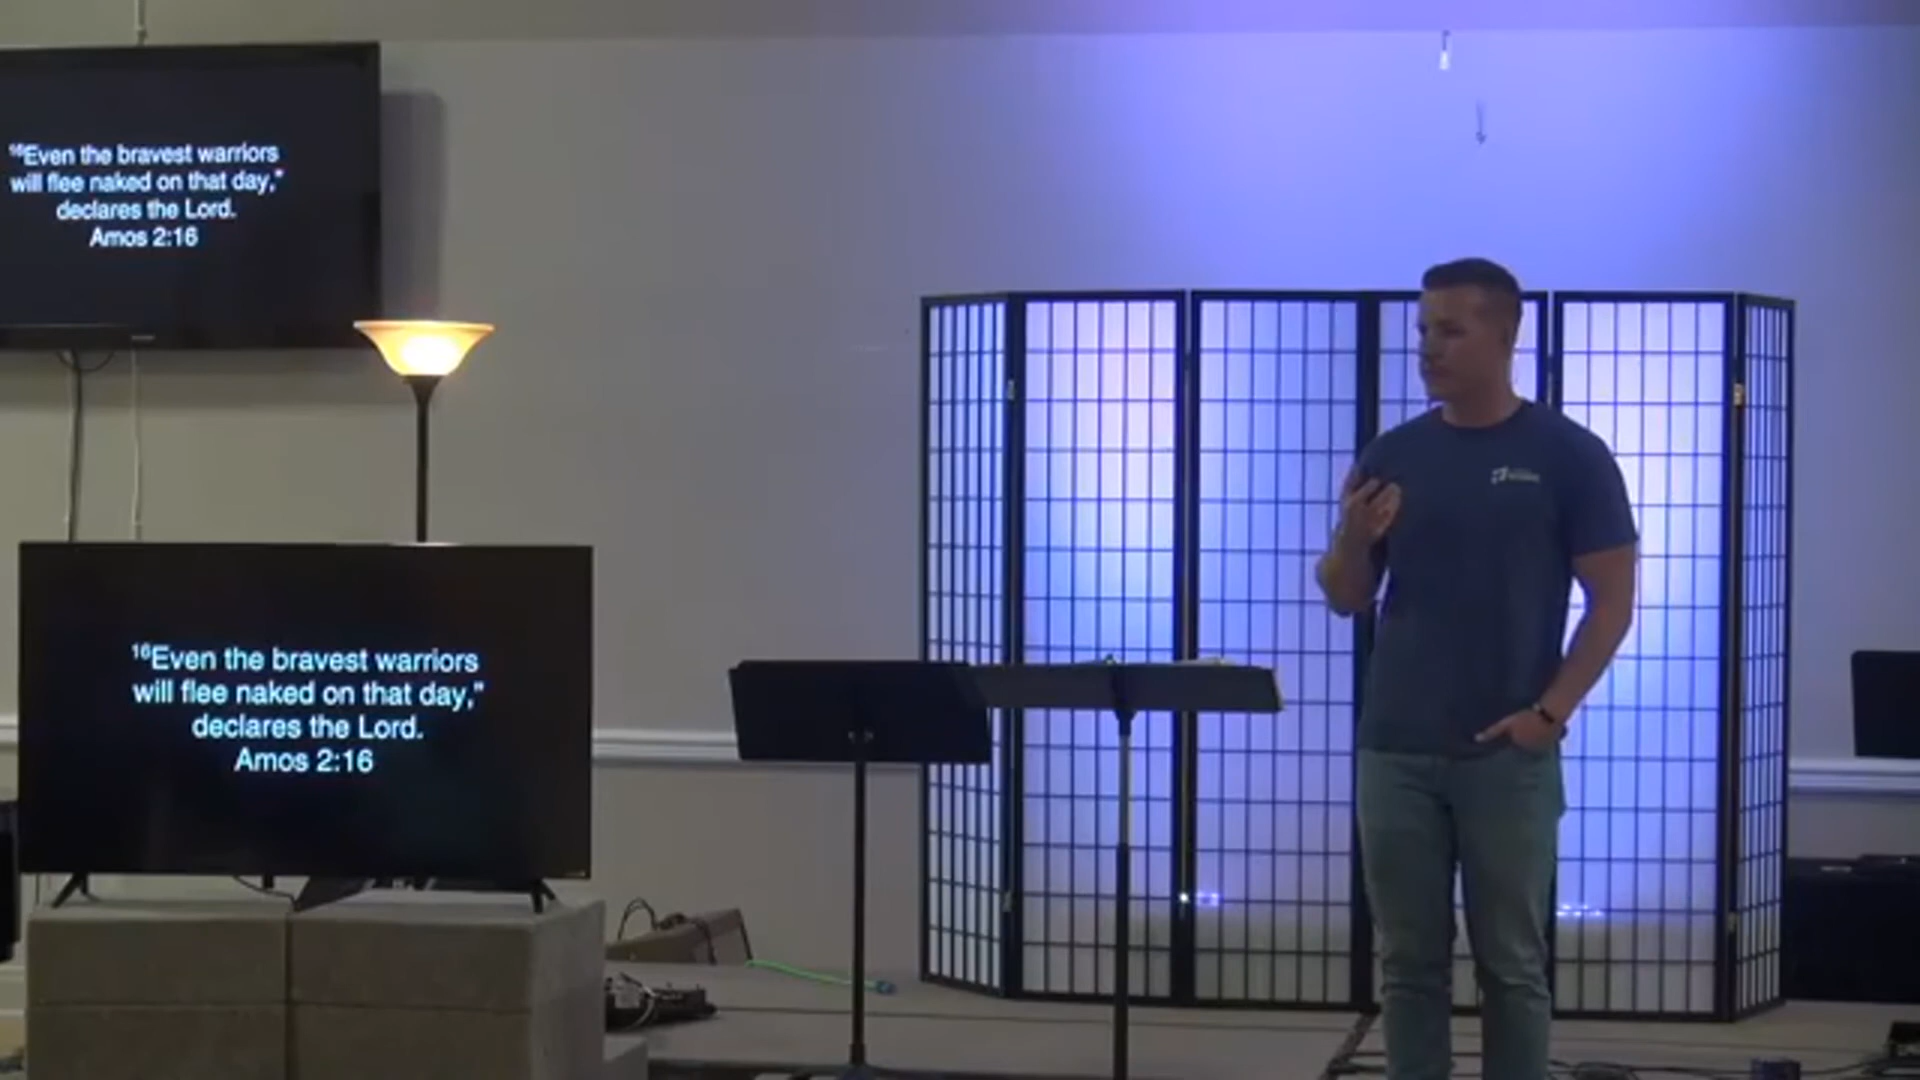 ¹⁶Even the bravest warriors
will flee naked on that day,"
declares the Lord.
Amos 2:16
¹⁶Even the bravest warriors
will flee naked on that day,"
declares the Lord.
Amos 2:16